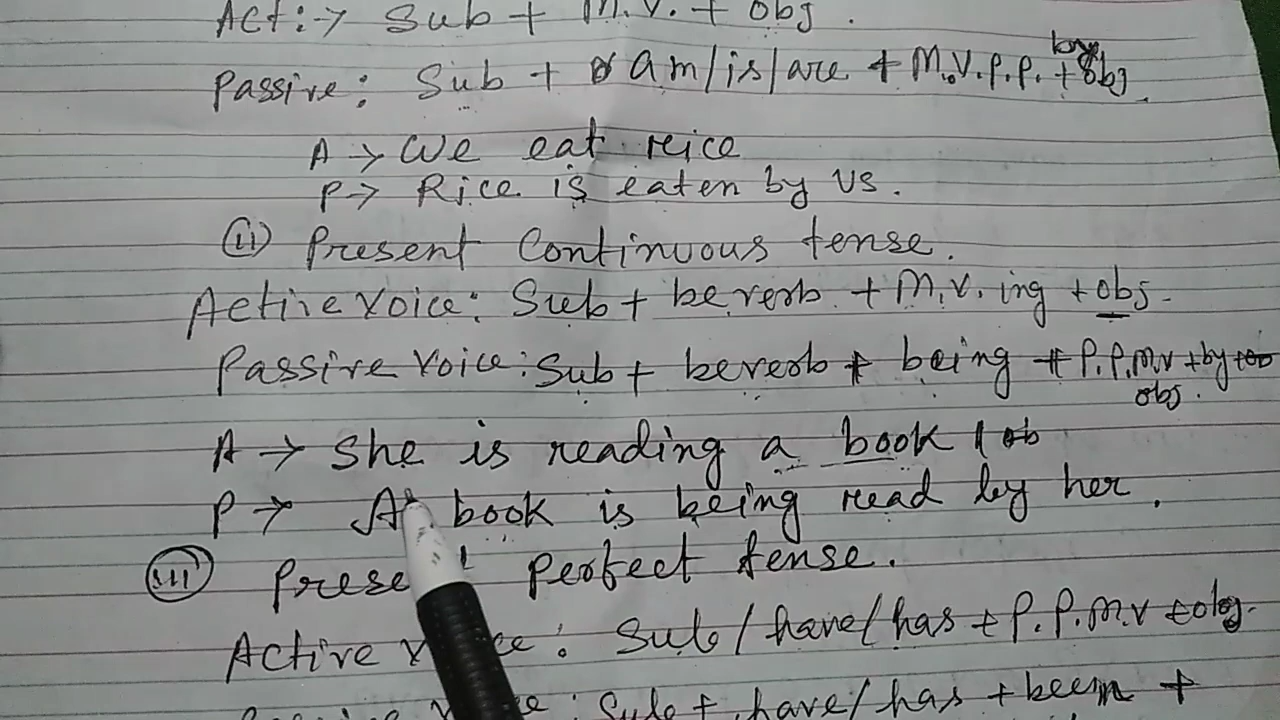 Act:→ Sub + M.V. + Obj.
Passive: Sub + am/is/are + M.V.P.P. + by obj.
A → We eat reice
P → Rice is eaten by us.
(ii) Present Continuous tense.
Active voice: Sub + be verb + M.V. ing + obj.
Passive Voice: Sub + be verb + being + P.P.M.V + by
obj.
A → She is reading a book
P → A book is being read by her.
(iii) Prese perfect tense.
Active : Sub/have/has + P.P.M.V + obj.
: Sub + have/has + been +